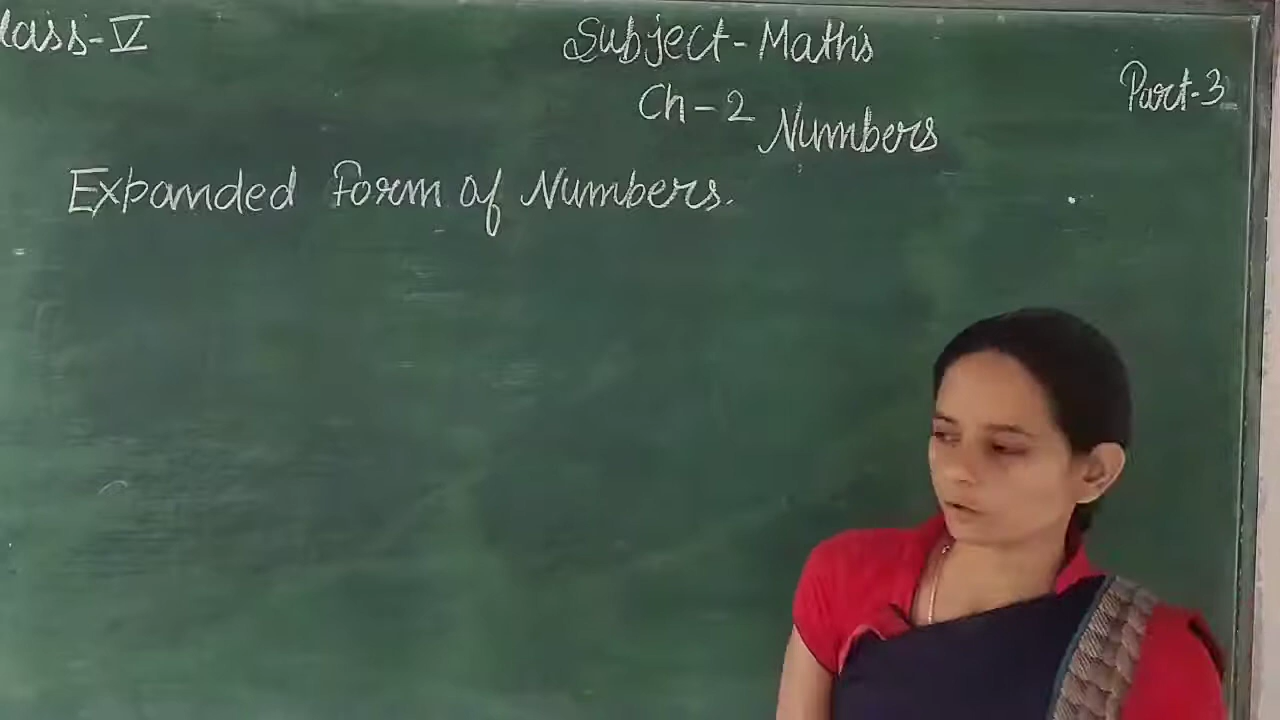 lass-V
Subject-Maths
Part-3
Ch-2 Numbers
Expanded Form of Numbers.